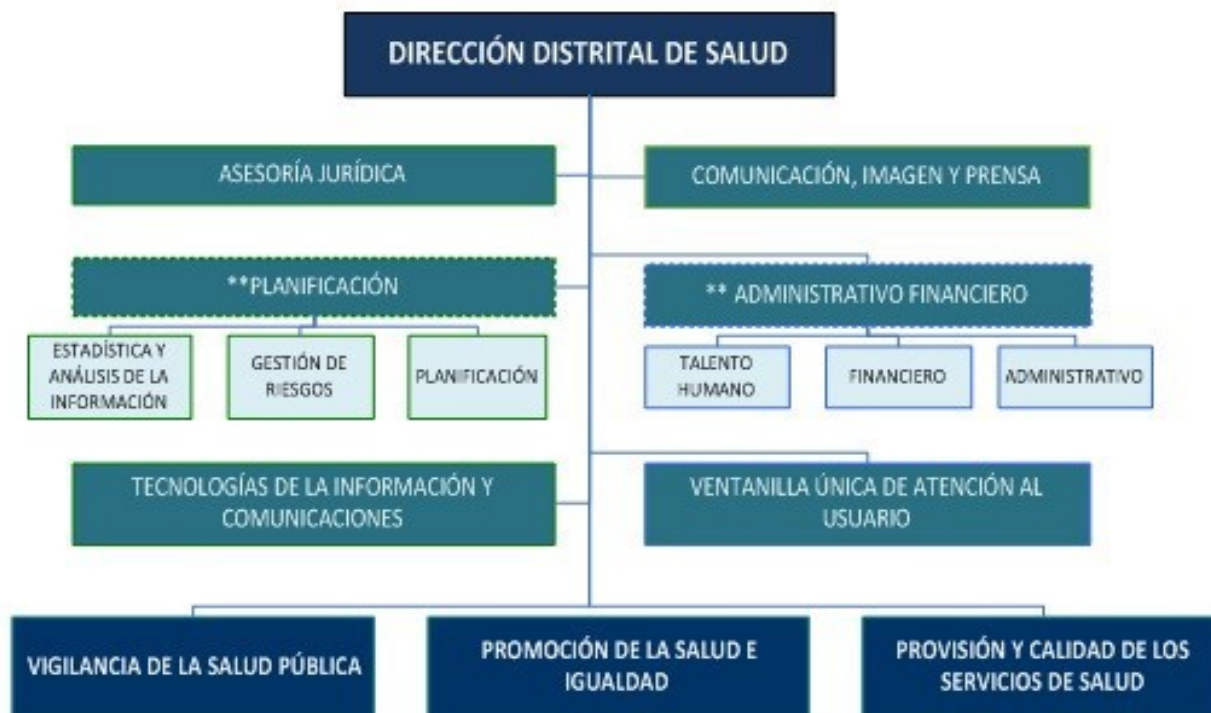 DIRECCIÓN DISTRITAL DE SALUD
ASESORÍA JURÍDICA
COMUNICACIÓN, IMAGEN Y PRENSA
**PLANIFICACIÓN
** ADMINISTRATIVO FINANCIERO
ESTADÍSTICA Y
ANÁLISIS DE LA
INFORMACIÓN
GESTIÓN DE
RIESGOS
PLANIFICACIÓN
TALENTO
HUMANO
FINANCIERO
ADMINISTRATIVO
TECNOLOGÍAS DE LA INFORMACIÓN Y
COMUNICACIONES
VENTANILLA ÚNICA DE ATENCIÓN AL
USUARIO
VIGILANCIA DE LA SALUD PÚBLICA
PROMOCIÓN DE LA SALUD E
IGUALDAD
PROVISIÓN Y CALIDAD DE LOS
SERVICIOS DE SALUD